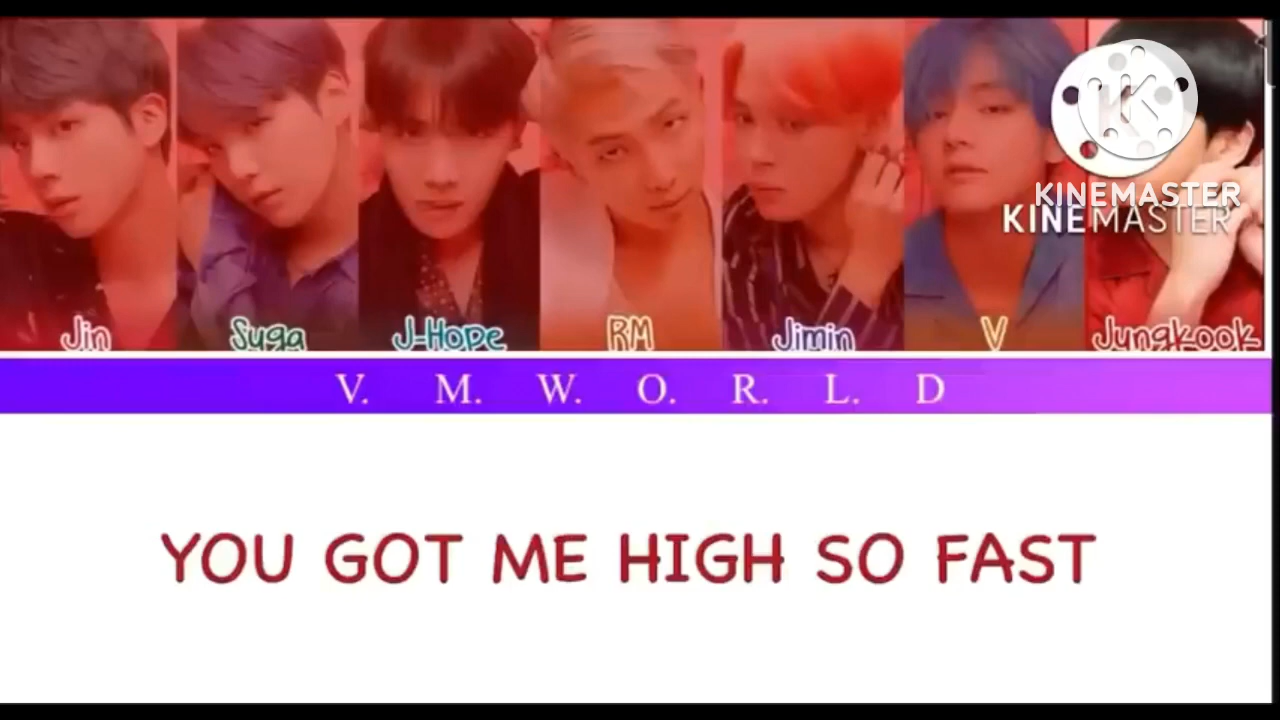 KINEMASTER
KINEMASTER
Jin Suga J-Hope RM Jimin V Jungkook
V. M. W. O. R. L. D
YOU GOT ME HIGH SO FAST